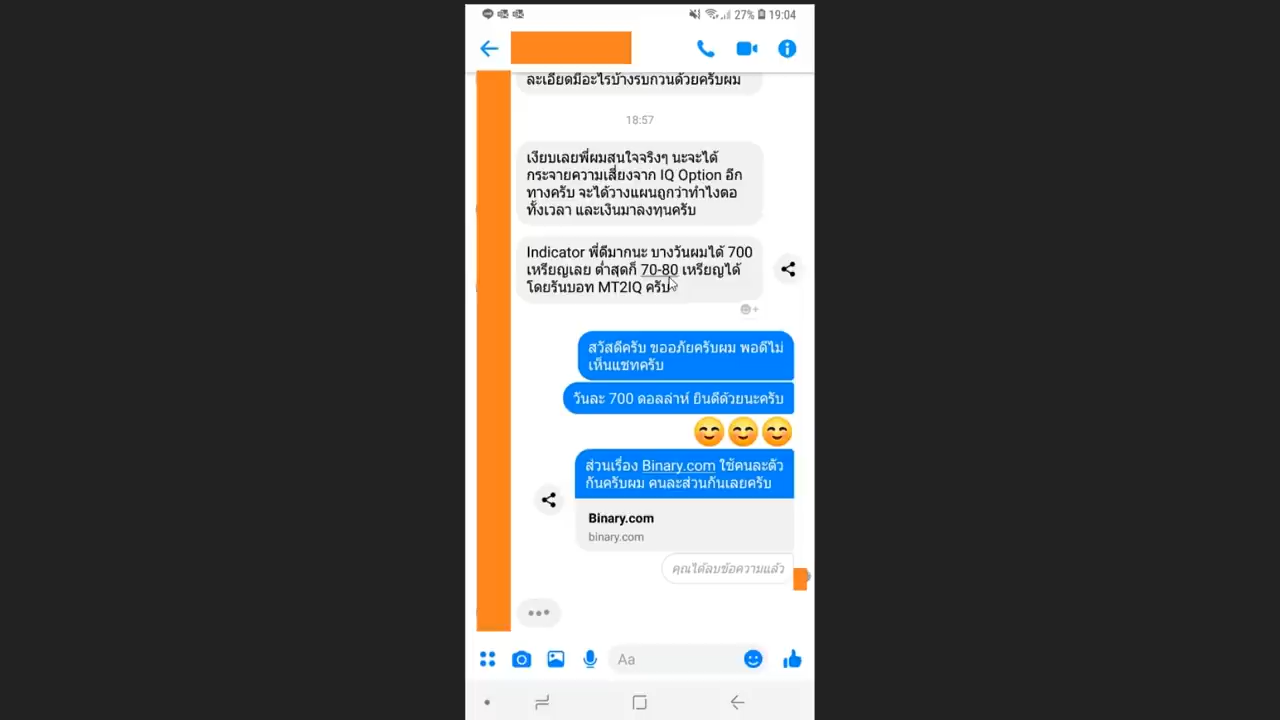 27% 19:04
ละเอียดมีอะไรบ้างรบกวนด้วยครับผม
18:57
เงียบเลยพี่ผมสนใจจริงๆ นะจะได้
กระจายความเสี่ยงจาก IQ Option อีก
ทางครับ จะได้วางแผนถูกว่าทำไงตอ
ทั้งเวลา และเงินมาลงทุนครับ
Indicator พี่ดีมากนะ บางวันผมได้ 700
เหรียญเลย ต่ำสุดก็ 70-80 เหรียญได้
โดยรันบอท MT2IQ ครับ
สวัสดีครับ ขออภัยครับผม พอดีไม่
เห็นแชทครับ
วันละ 700 ดอลล่าห์ ยินดีด้วยนะครับ
😊😊😊
ส่วนเรื่อง Binary.com ใช้คนละตัว
กันครับผม คนละส่วนกันเลยครับ
Binary.com
binary.com
คุณได้ลบข้อความแล้ว
Aa